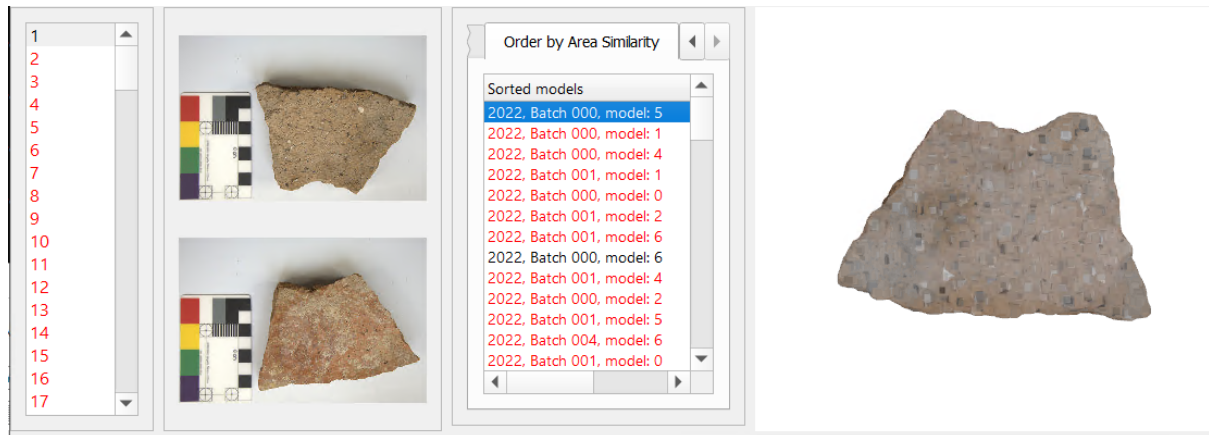 1
2
3
4
5
6
7
8
9
10
11
12
13
14
15
16
17
Order by Area Similarity
Sorted models
2022, Batch 000, model: 5
2022, Batch 000, model: 1
2022, Batch 000, model: 4
2022, Batch 001, model: 1
2022, Batch 000, model: 0
2022, Batch 001, model: 2
2022, Batch 001, model: 6
2022, Batch 000, model: 6
2022, Batch 001, model: 4
2022, Batch 000, model: 2
2022, Batch 001, model: 5
2022, Batch 004, model: 6
2022, Batch 001, model: 0